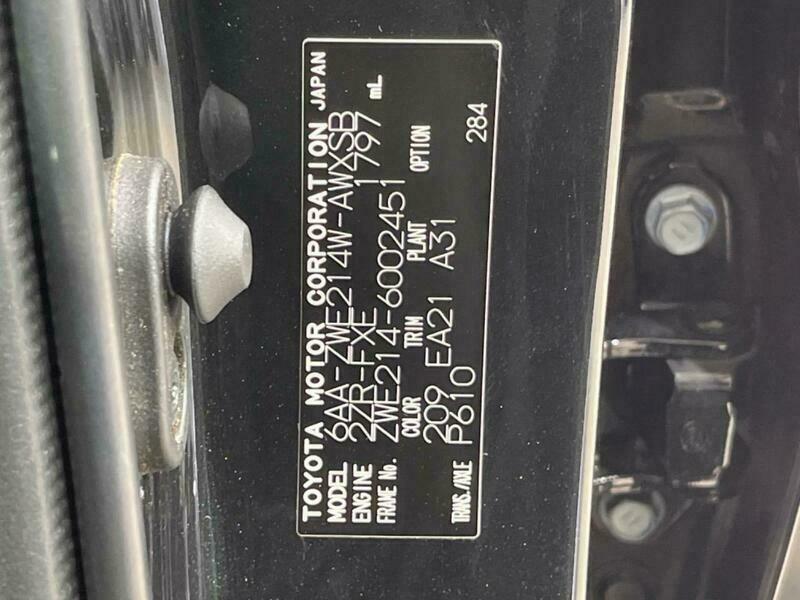 TOYOTA MOTOR CORPORATION JAPAN
MODEL 6AA-ZWE214W-AWXSB
ENGINE 2ZR-FXE 1797 mL
FRAME No. ZWE214-6002451
COLOR TRIM PLANT OPTION
209 EA21 A31
TRANS./AXLE P610 284